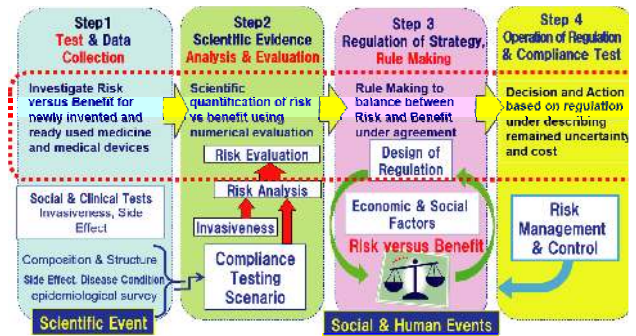 Step1
Test & Data
Collection
Investigate Risk
versus Benefit for
newly invented and
ready used medicine
and medical devices
Social & Clinical Tests
Invasiveness, Side
Effect
Composition & Structure
Side Effect, Disease Condition
epidemiological survey
Scientific Event
Step2
Scientific Evidence
Analysis & Evaluation
Scientific
quantification of risk
vs benefit using
numerical evaluation
Risk Evaluation
Risk Analysis
Invasiveness
Compliance
Testing
Scenario
Step 3
Regulation of Strategy,
Rule Making
Rule Making to
balance between
Risk and Benefit
under agreement
Design of
Regulation
Economic & Social
Factors
Risk versus Benefit
Social & Human Events
Step 4
Operation of Regulation
& Compliance Test
Decision and Action
based on regulation
under describing
remained uncertainty
and cost
Risk
Management
& Control